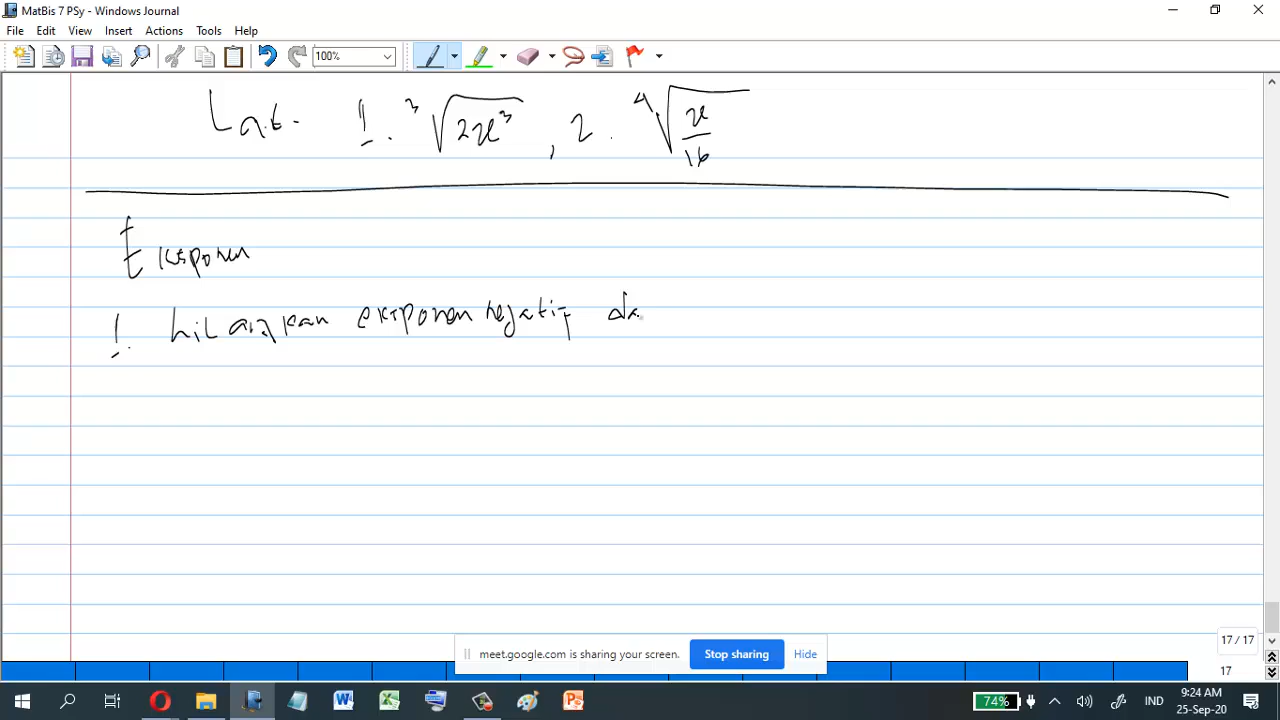 MatBis 7 PSy - Windows Journal
File Edit View Insert Actions Tools Help
100%
Lat. 1. ³√2x³ , 2. ⁴√x/16
Eksponen
1. hilangkan eksponen negatif da
17 / 17
meet.google.com is sharing your screen. Stop sharing Hide
17
74% IND 9:24 AM
25-Sep-20